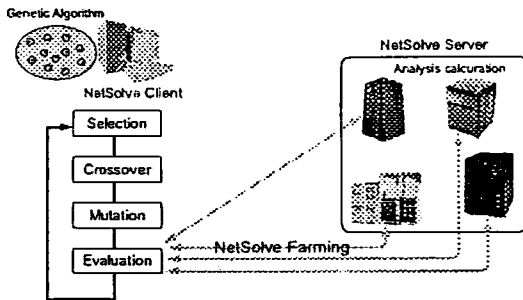 Genetic Algorithm
NetSolve Client
Selection
Crossover
Mutation
Evaluation
NetSolve Farming
NetSolve Server
Analysis calcuration